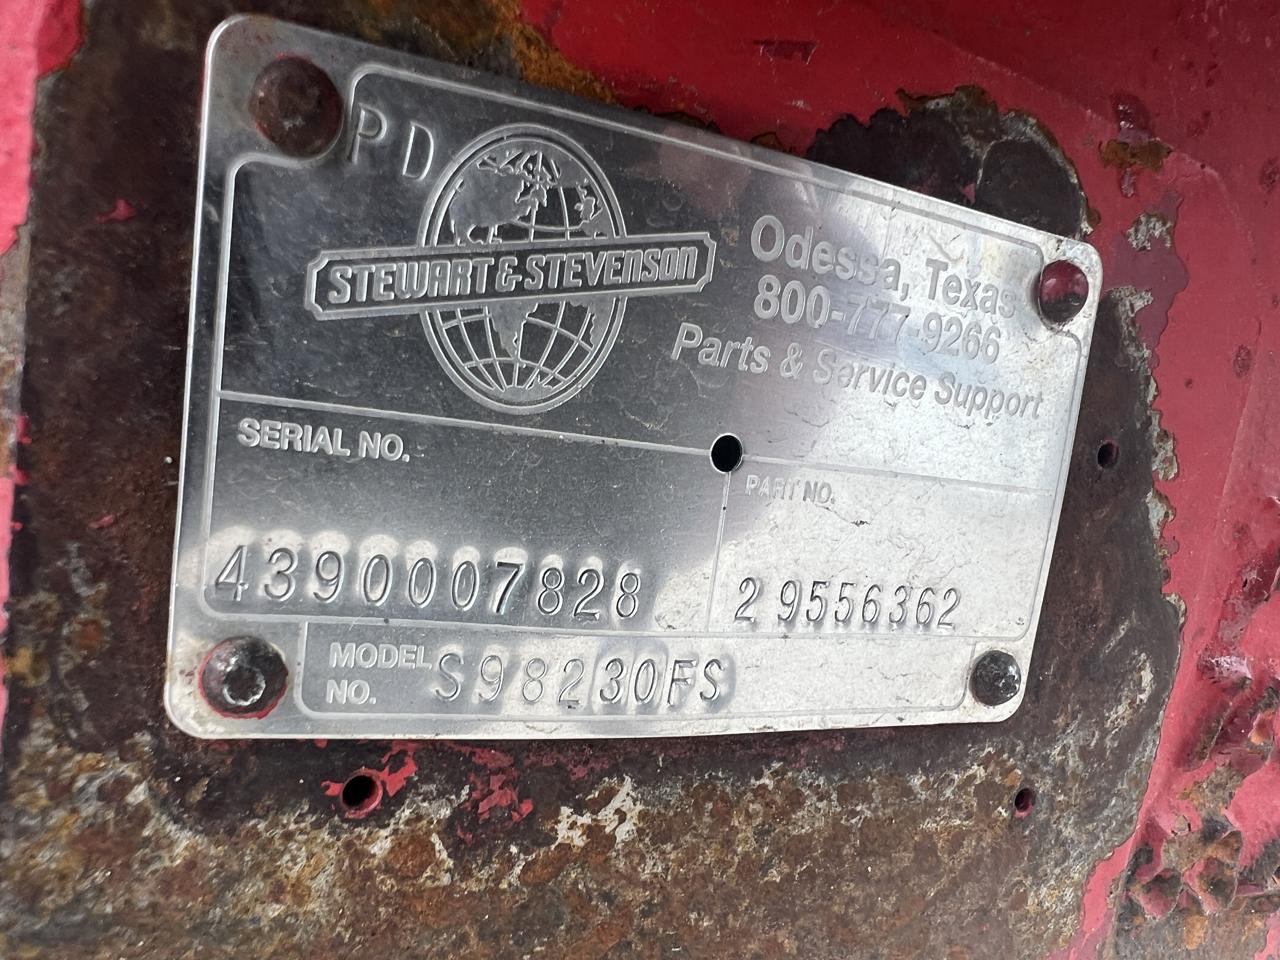 PD
STEWART & STEVENSON
Odessa, Texas
800-777-9266
Parts & Service Support
SERIAL NO.
4390007828
PART NO.
29556362
MODEL NO.
S98230FS